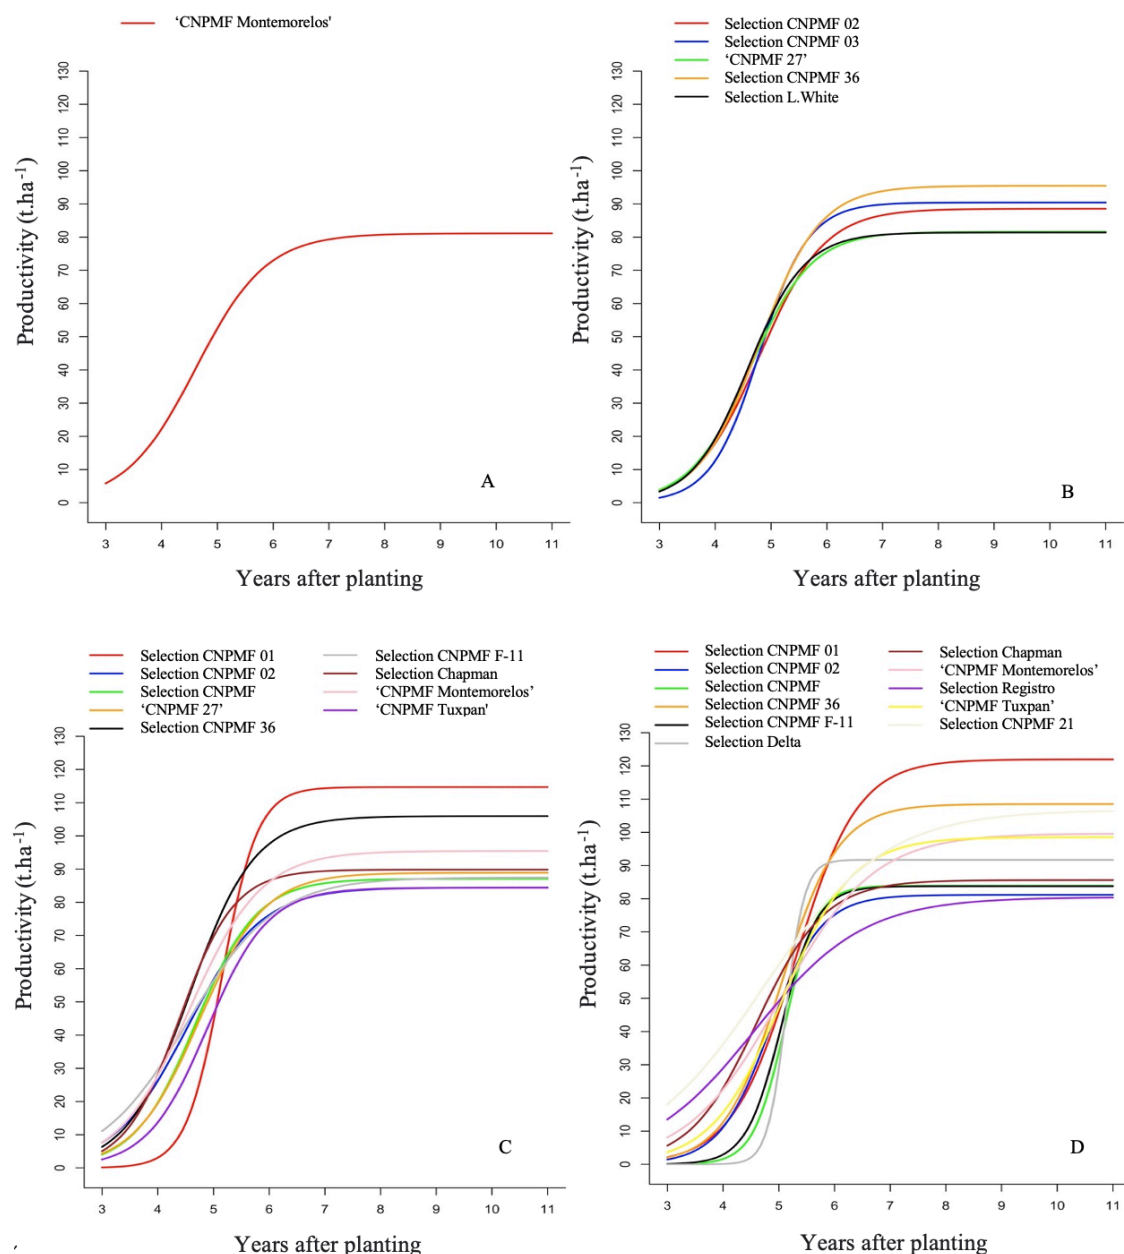 ‘CNPMF Montemorelos'
Productivity (t.ha⁻¹)
130
120
110
100
90
80
70
60
50
40
30
20
10
0
A
3 4 5 6 7 8 9 10 11
Years after planting
Selection CNPMF 02
Selection CNPMF 03
‘CNPMF 27’
Selection CNPMF 36
Selection L.White
Productivity (t.ha⁻¹)
130
120
110
100
90
80
70
60
50
40
30
20
10
0
B
3 4 5 6 7 8 9 10 11
Years after planting
Selection CNPMF 01
Selection CNPMF 02
Selection CNPMF
‘CNPMF 27’
Selection CNPMF 36
Selection CNPMF F-11
Selection Chapman
‘CNPMF Montemorelos’
‘CNPMF Tuxpan'
Productivity (t.ha⁻¹)
130
120
110
100
90
80
70
60
50
40
30
20
10
0
C
3 4 5 6 7 8 9 10 11
Years after planting
Selection CNPMF 01
Selection CNPMF 02
Selection CNPMF
Selection CNPMF 36
Selection CNPMF F-11
Selection Delta
Selection Chapman
‘CNPMF Montemorelos’
Selection Registro
‘CNPMF Tuxpan’
Selection CNPMF 21
Productivity (t.ha⁻¹)
130
120
110
100
90
80
70
60
50
40
30
20
10
0
D
3 4 5 6 7 8 9 10 11
Years after planting